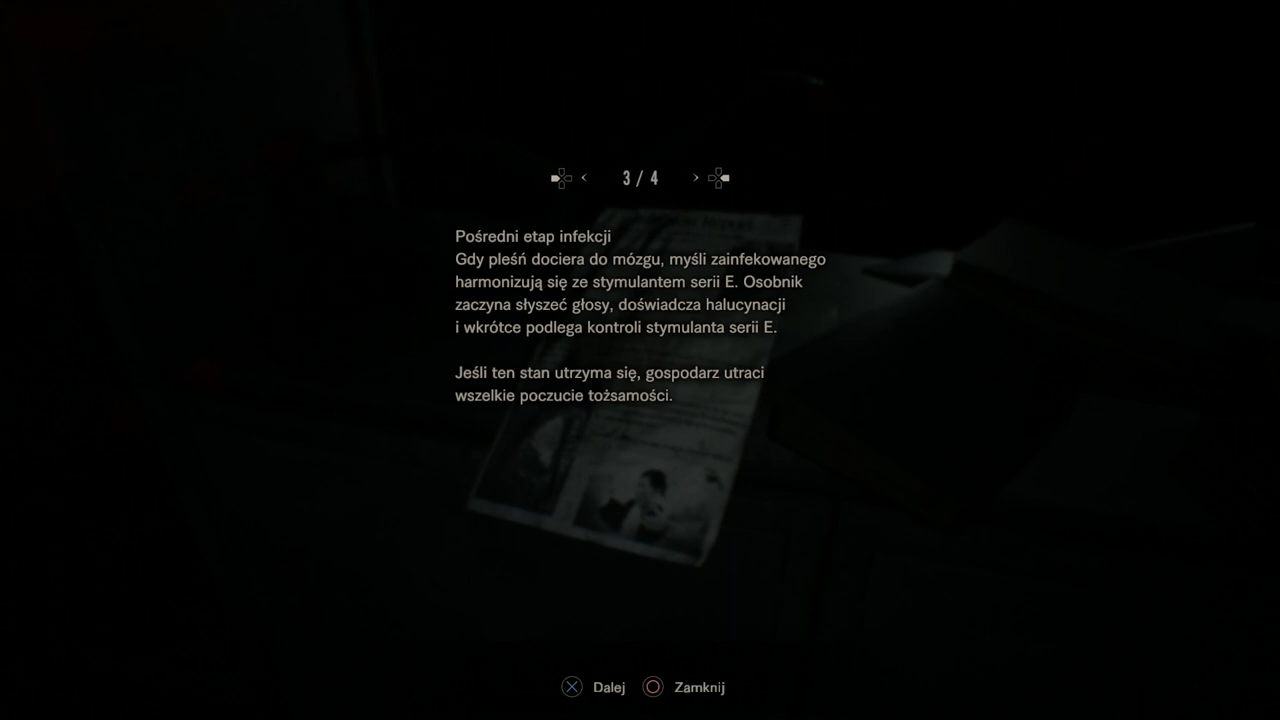 3 / 4
Pośredni etap infekcji
Gdy pleśń dociera do mózgu, myśli zainfekowanego
harmonizują się ze stymulantem serii E. Osobnik
zaczyna słyszeć głosy, doświadcza halucynacji
i wkrótce podlega kontroli stymulanta serii E.
Jeśli ten stan utrzyma się, gospodarz utraci
wszelkie poczucie tożsamości.
Dalej Zamknij